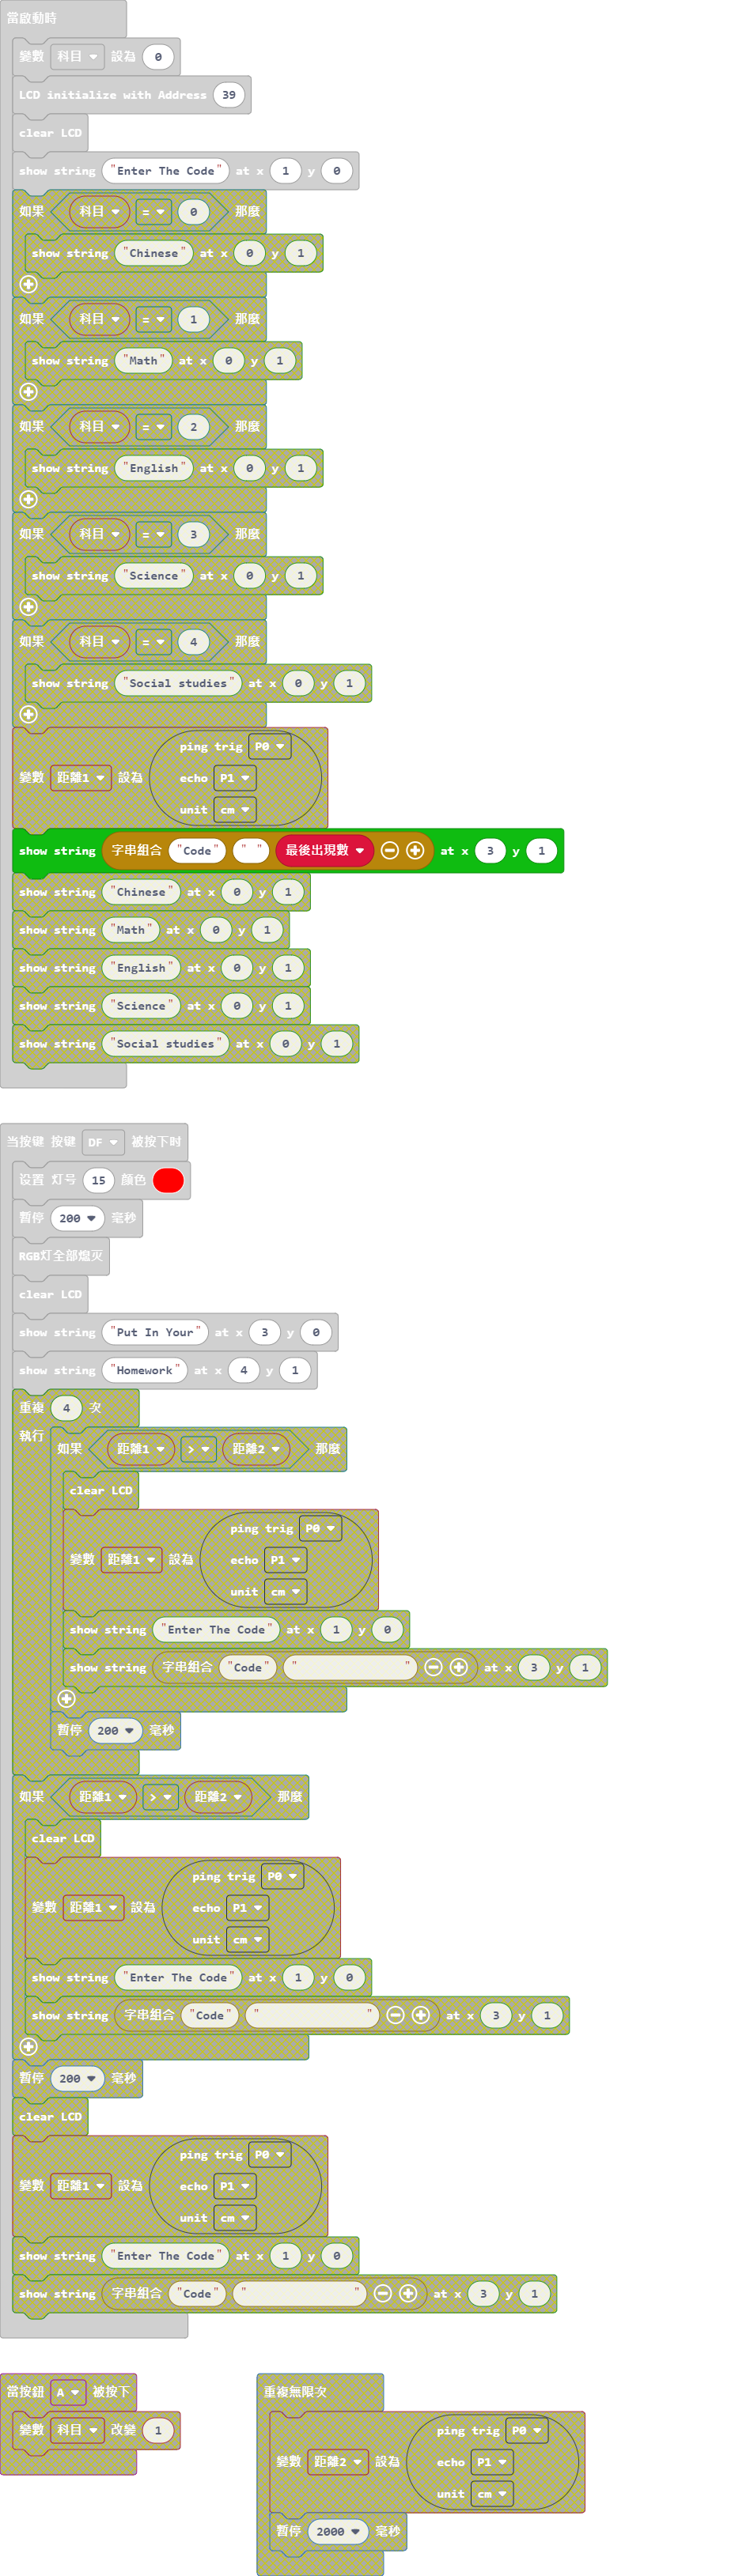 當啟動時
變數 科目 設為 0
LCD initialize with Address 39
clear LCD
show string "Enter The Code" at x 1 y 0
如果 科目 = 0 那麼
show string "Chinese" at x 0 y 1
如果 科目 = 1 那麼
show string "Math" at x 0 y 1
如果 科目 = 2 那麼
show string "English" at x 0 y 1
如果 科目 = 3 那麼
show string "Science" at x 0 y 1
如果 科目 = 4 那麼
show string "Social studies" at x 0 y 1
ping trig P0
變數 距離1 設為 echo P1
unit cm
show string 字串組合 "Code" " " 最後出現數 at x 3 y 1
show string "Chinese" at x 0 y 1
show string "Math" at x 0 y 1
show string "English" at x 0 y 1
show string "Science" at x 0 y 1
show string "Social studies" at x 0 y 1
当按键 按键 DF 被按下时
设置 灯号 15 颜色
暫停 200 毫秒
RGB灯全部熄灭
clear LCD
show string "Put In Your" at x 3 y 0
show string "Homework" at x 4 y 1
重複 4 次
執行 如果 距離1 > 距離2 那麼
clear LCD
ping trig P0
變數 距離1 設為 echo P1
unit cm
show string "Enter The Code" at x 1 y 0
show string 字串組合 "Code" " " at x 3 y 1
暫停 200 毫秒
如果 距離1 > 距離2 那麼
clear LCD
ping trig P0
變數 距離1 設為 echo P1
unit cm
show string "Enter The Code" at x 1 y 0
show string 字串組合 "Code" " " at x 3 y 1
暫停 200 毫秒
clear LCD
ping trig P0
變數 距離1 設為 echo P1
unit cm
show string "Enter The Code" at x 1 y 0
show string 字串組合 "Code" " " at x 3 y 1
當按鈕 A 被按下
變數 科目 改變 1
重複無限次
ping trig P0
變數 距離2 設為 echo P1
unit cm
暫停 2000 毫秒